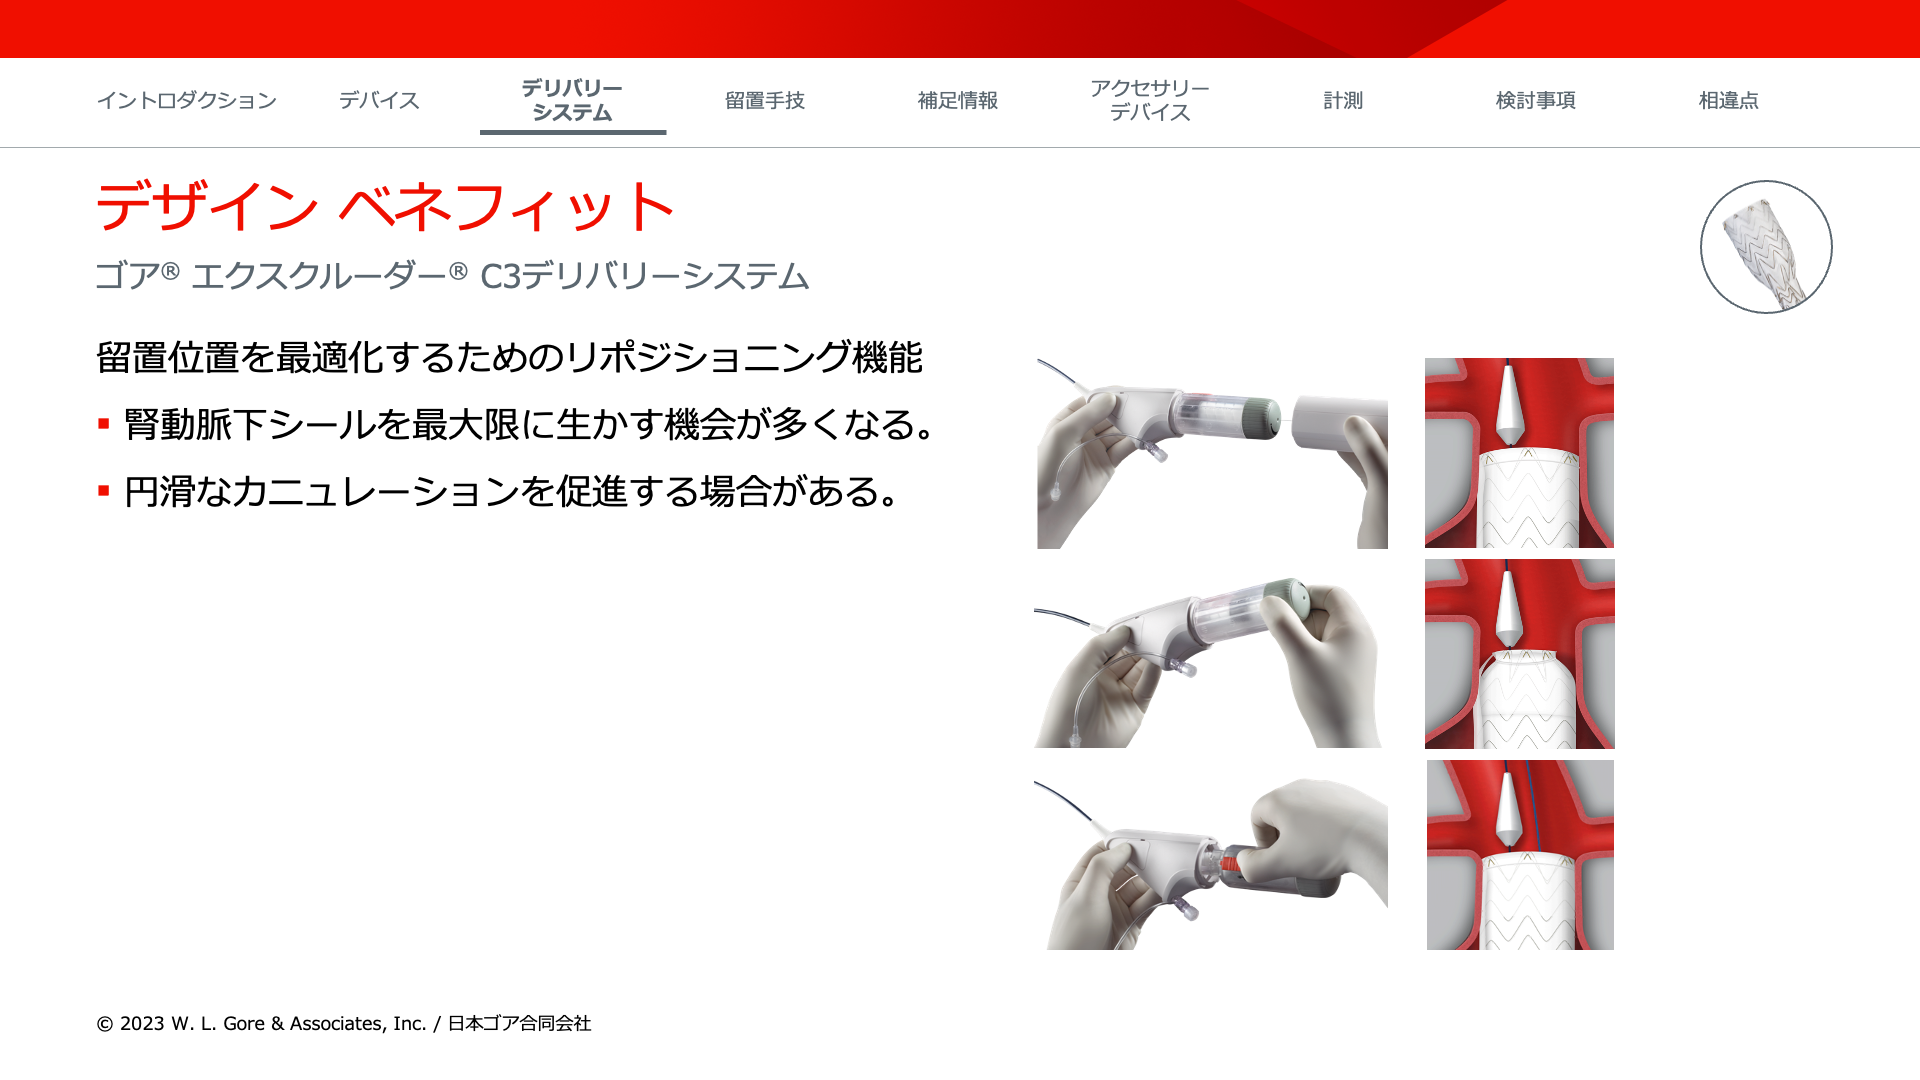 イントロダクション
デバイス
デリバリー
システム
留置手技
補足情報
アクセサリー
デバイス
計測
検討事項
相違点
デザイン ベネフィット
ゴア® エクスクルーダー® C3デリバリーシステム
留置位置を最適化するためのリポジショニング機能
▪ 腎動脈下シールを最大限に生かす機会が多くなる。
▪ 円滑なカニュレーションを促進する場合がある。
© 2023 W. L. Gore & Associates, Inc. / 日本ゴア合同会社